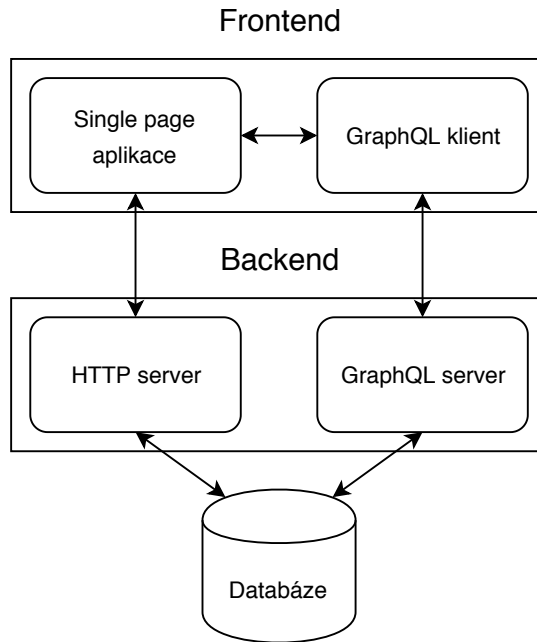 Frontend
Single page
aplikace
GraphQL klient
Backend
HTTP server
GraphQL server
Databáze